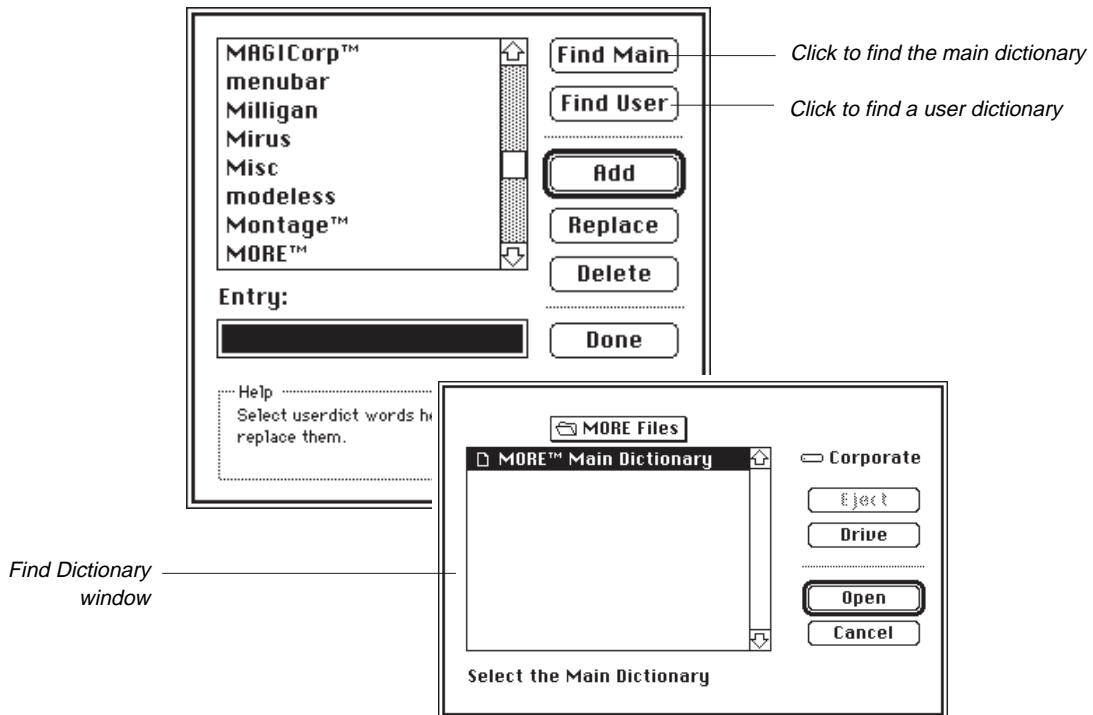 MAGICorp™
menubar
Milligan
Mirus
Misc
modeless
Montage™
MORE™
Entry:
Find Main
Find User
Add
Replace
Delete
Done
Click to find the main dictionary
Click to find a user dictionary
Help
Select userdict words he
replace them.
MORE Files
MORE™ Main Dictionary
Corporate
Eject
Drive
Open
Cancel
Select the Main Dictionary
Find Dictionary
window